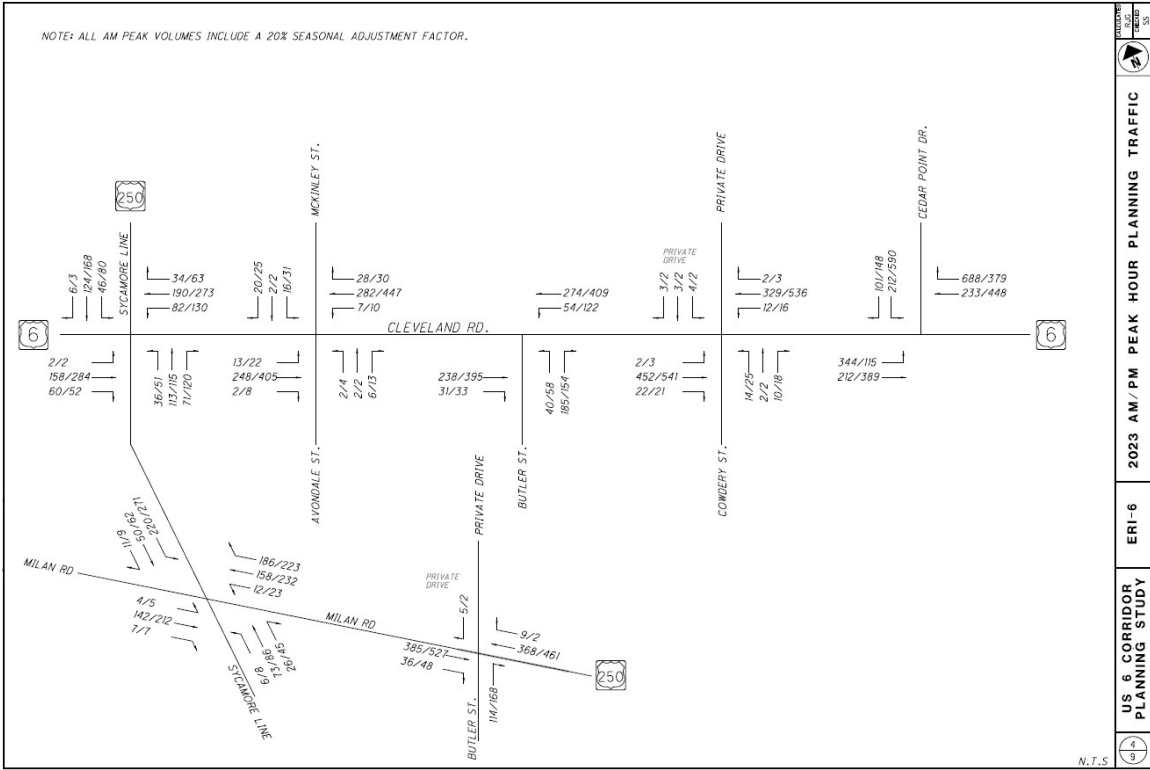 NOTE: ALL AM PEAK VOLUMES INCLUDE A 20% SEASONAL ADJUSTMENT FACTOR.
250
SYCAMORE LINE
6/3
124/168
46/80
34/63
190/273
82/130
6
2/2
158/284
60/52
36/51
113/115
71/120
MCKINLEY ST.
20/25
2/2
16/31
28/30
282/447
7/10
CLEVELAND RD.
13/22
248/405
2/8
2/4
2/2
6/13
AVONDALE ST.
274/409
54/122
238/395
31/33
40/58
185/154
BUTLER ST.
PRIVATE DRIVE
PRIVATE
DRIVE
3/2
3/2
4/2
2/3
329/536
12/16
2/3
452/541
22/21
14/25
2/2
10/18
COWDERY ST.
CEDAR POINT DR.
101/148
212/590
688/379
233/448
344/115
212/389
6
11/9
50/62
220/271
186/223
158/232
12/23
MILAN RD
4/5
142/212
7/7
6/8
73/86
26/45
SYCAMORE LINE
MILAN RD
PRIVATE DRIVE
PRIVATE
DRIVE
5/2
9/2
368/461
385/527
36/48
114/168
BUTLER ST.
250
N.T.S
CALCULATED
RJG
CHECKED
SS
N
2023 AM/PM PEAK HOUR PLANNING TRAFFIC
ERI-6
US 6 CORRIDOR
PLANNING STUDY
4
9